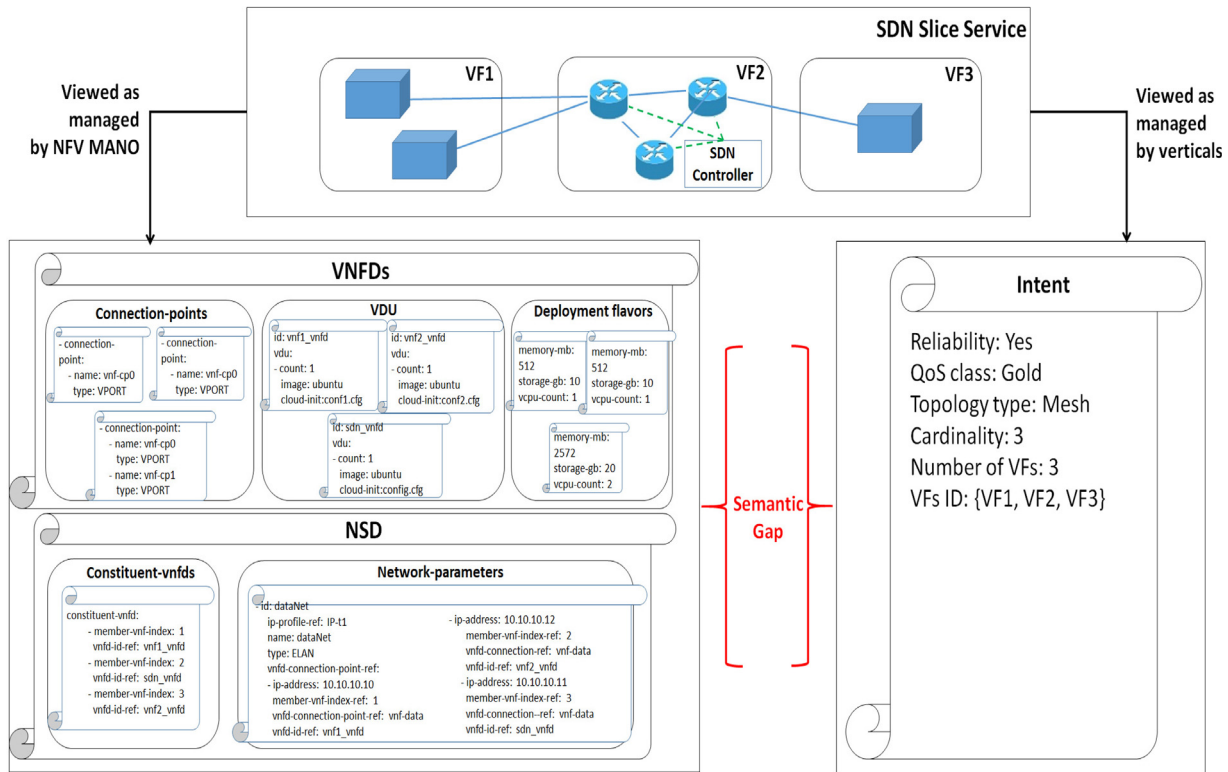 SDN Slice Service
VF1
VF2
VF3
SDN
Controller
Viewed as
managed
by NFV MANO
Viewed as
managed
by verticals
VNFDs
Connection-points
- connection-
point:
- name: vnf-cp0
type: VPORT
- connection-
point:
- name: vnf-cp0
type: VPORT
- connection-point:
- name: vnf-cp0
type: VPORT
- name: vnf-cp1
type: VPORT
VDU
id: vnf1_vnfd
vdu:
- count: 1
image: ubuntu
cloud-init:conf1.cfg
id: vnf2_vnfd
vdu:
- count: 1
image: ubuntu
cloud-init:conf2.cfg
id: sdn_vnfd
vdu:
- count: 1
image: ubuntu
cloud-init:config.cfg
Deployment flavors
memory-mb:
512
storage-gb: 10
vcpu-count: 1
memory-mb:
512
storage-gb: 10
vcpu-count: 1
memory-mb:
2572
storage-gb: 20
vcpu-count: 2
NSD
Constituent-vnfds
constituent-vnfd:
- member-vnf-index: 1
vnfd-id-ref: vnf1_vnfd
- member-vnf-index: 2
vnfd-id-ref: sdn_vnfd
- member-vnf-index: 3
vnfd-id-ref: vnf2_vnfd
Network-parameters
- id: dataNet
ip-profile-ref: IP-t1
name: dataNet
type: ELAN
vnfd-connection-point-ref:
- ip-address: 10.10.10.10
member-vnf-index-ref: 1
vnfd-connection-point-ref: vnf-data
vnfd-id-ref: vnf1_vnfd
- ip-address: 10.10.10.12
member-vnf-index-ref: 2
vnfd-connection-ref: vnf-data
vnfd-id-ref: vnf2_vnfd
- ip-address: 10.10.10.11
member-vnf-index-ref: 3
vnfd-connection--ref: vnf-data
vnfd-id-ref: sdn_vnfd
Semantic
Gap
Intent
Reliability: Yes
QoS class: Gold
Topology type: Mesh
Cardinality: 3
Number of VFs: 3
VFs ID: {VF1, VF2, VF3}